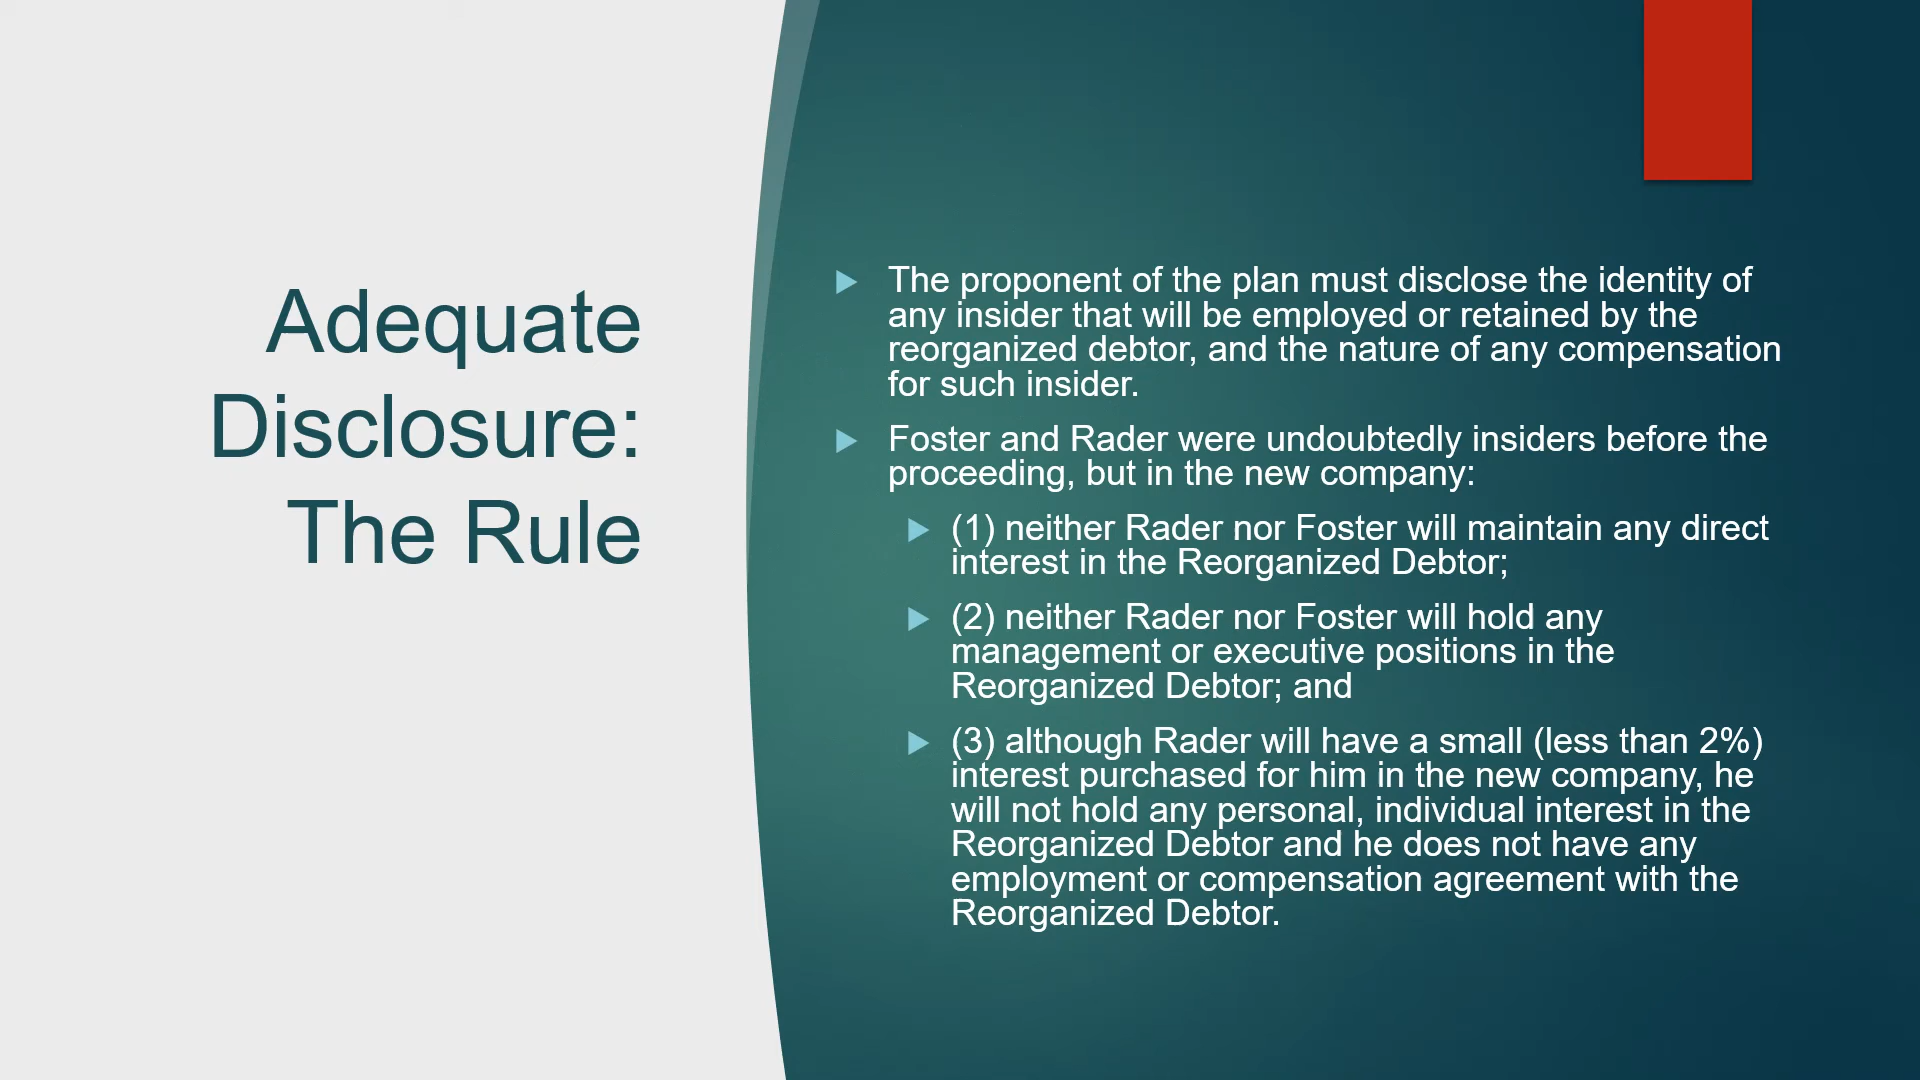 Adequate
Disclosure:
The Rule
The proponent of the plan must disclose the identity of
any insider that will be employed or retained by the
reorganized debtor, and the nature of any compensation
for such insider.
Foster and Rader were undoubtedly insiders before the
proceeding, but in the new company:
(1) neither Rader nor Foster will maintain any direct
interest in the Reorganized Debtor;
(2) neither Rader nor Foster will hold any
management or executive positions in the
Reorganized Debtor; and
(3) although Rader will have a small (less than 2%)
interest purchased for him in the new company, he
will not hold any personal, individual interest in the
Reorganized Debtor and he does not have any
employment or compensation agreement with the
Reorganized Debtor.